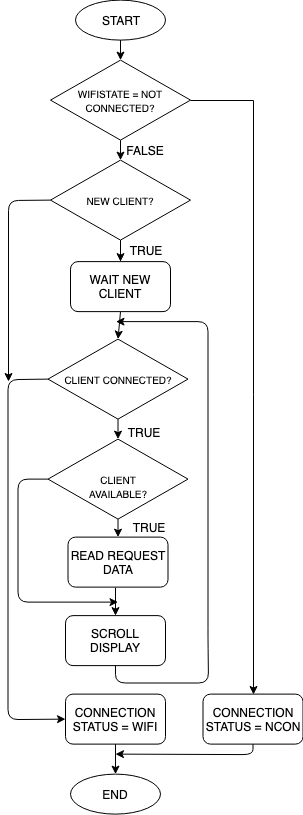 START
WIFISTATE = NOT
CONNECTED?
FALSE
NEW CLIENT?
TRUE
WAIT NEW
CLIENT
CLIENT CONNECTED?
TRUE
CLIENT
AVAILABLE?
TRUE
READ REQUEST
DATA
SCROLL
DISPLAY
CONNECTION
STATUS = WIFI
CONNECTION
STATUS = NCON
END